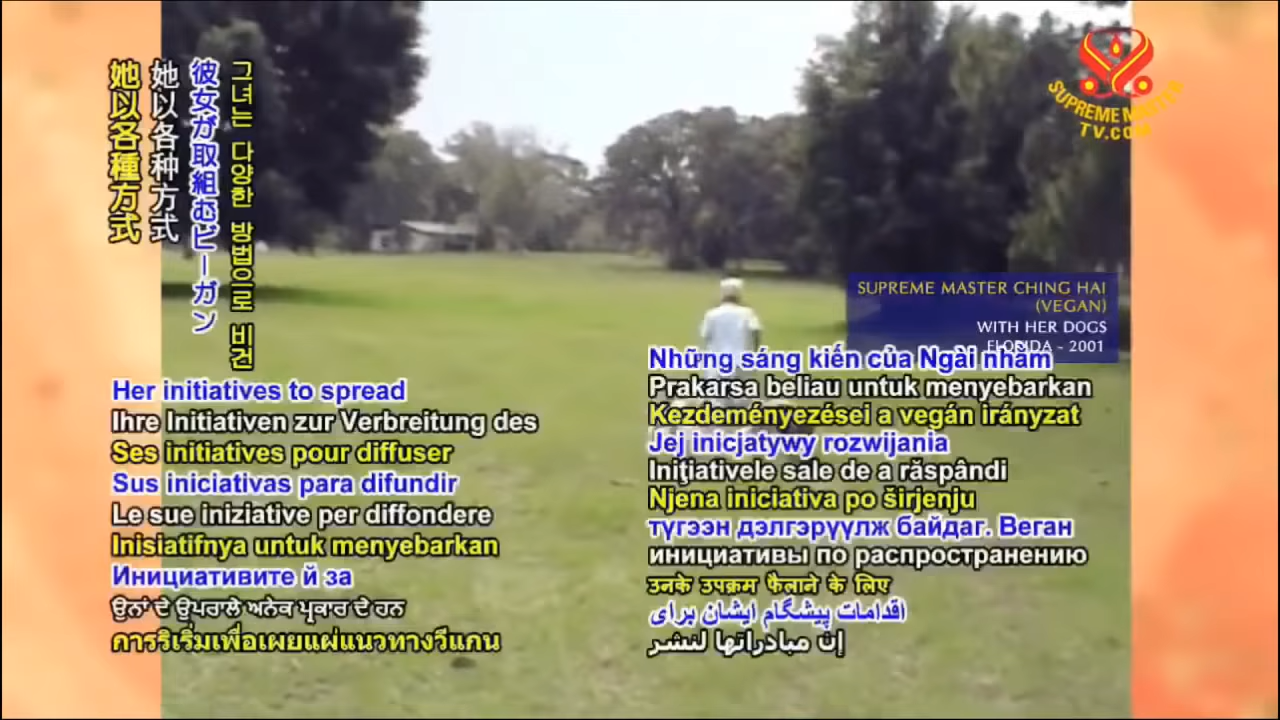 她以各種方式
她以各种方式
彼女が取組むビーガン
그녀는 다양한 방법으로 비건
SUPREME MASTER
TV.COM
SUPREME MASTER CHING HAI
(VEGAN)
WITH HER DOGS
FLORIDA - 2001
Her initiatives to spread
Ihre Initiativen zur Verbreitung des
Ses initiatives pour diffuser
Sus iniciativas para difundir
Le sue iniziative per diffondere
Inisiatifnya untuk menyebarkan
Инициативите й за
ਉਨਾਂ ਦੇ ਉਪਰਾਲੇ ਅਨੇਕ ਪ੍ਰਕਾਰ ਦੇ ਹਨ
การริเริ่มเพื่อเผยแผ่แนวทางวีแกน
Những sáng kiến của Ngài nhằm
Prakarsa beliau untuk menyebarkan
Kezdeményezései a vegán irányzat
Jej inicjatywy rozwijania
Iniţiativele sale de a răspândi
Njena iniciativa po širjenju
түгээн дэлгэрүүлж байдаг. Веган
инициативы по распространению
उनके उपक्रम फैलाने के लिए
اقدامات پیشگام ایشان برای
إن مبادراتها لنشر